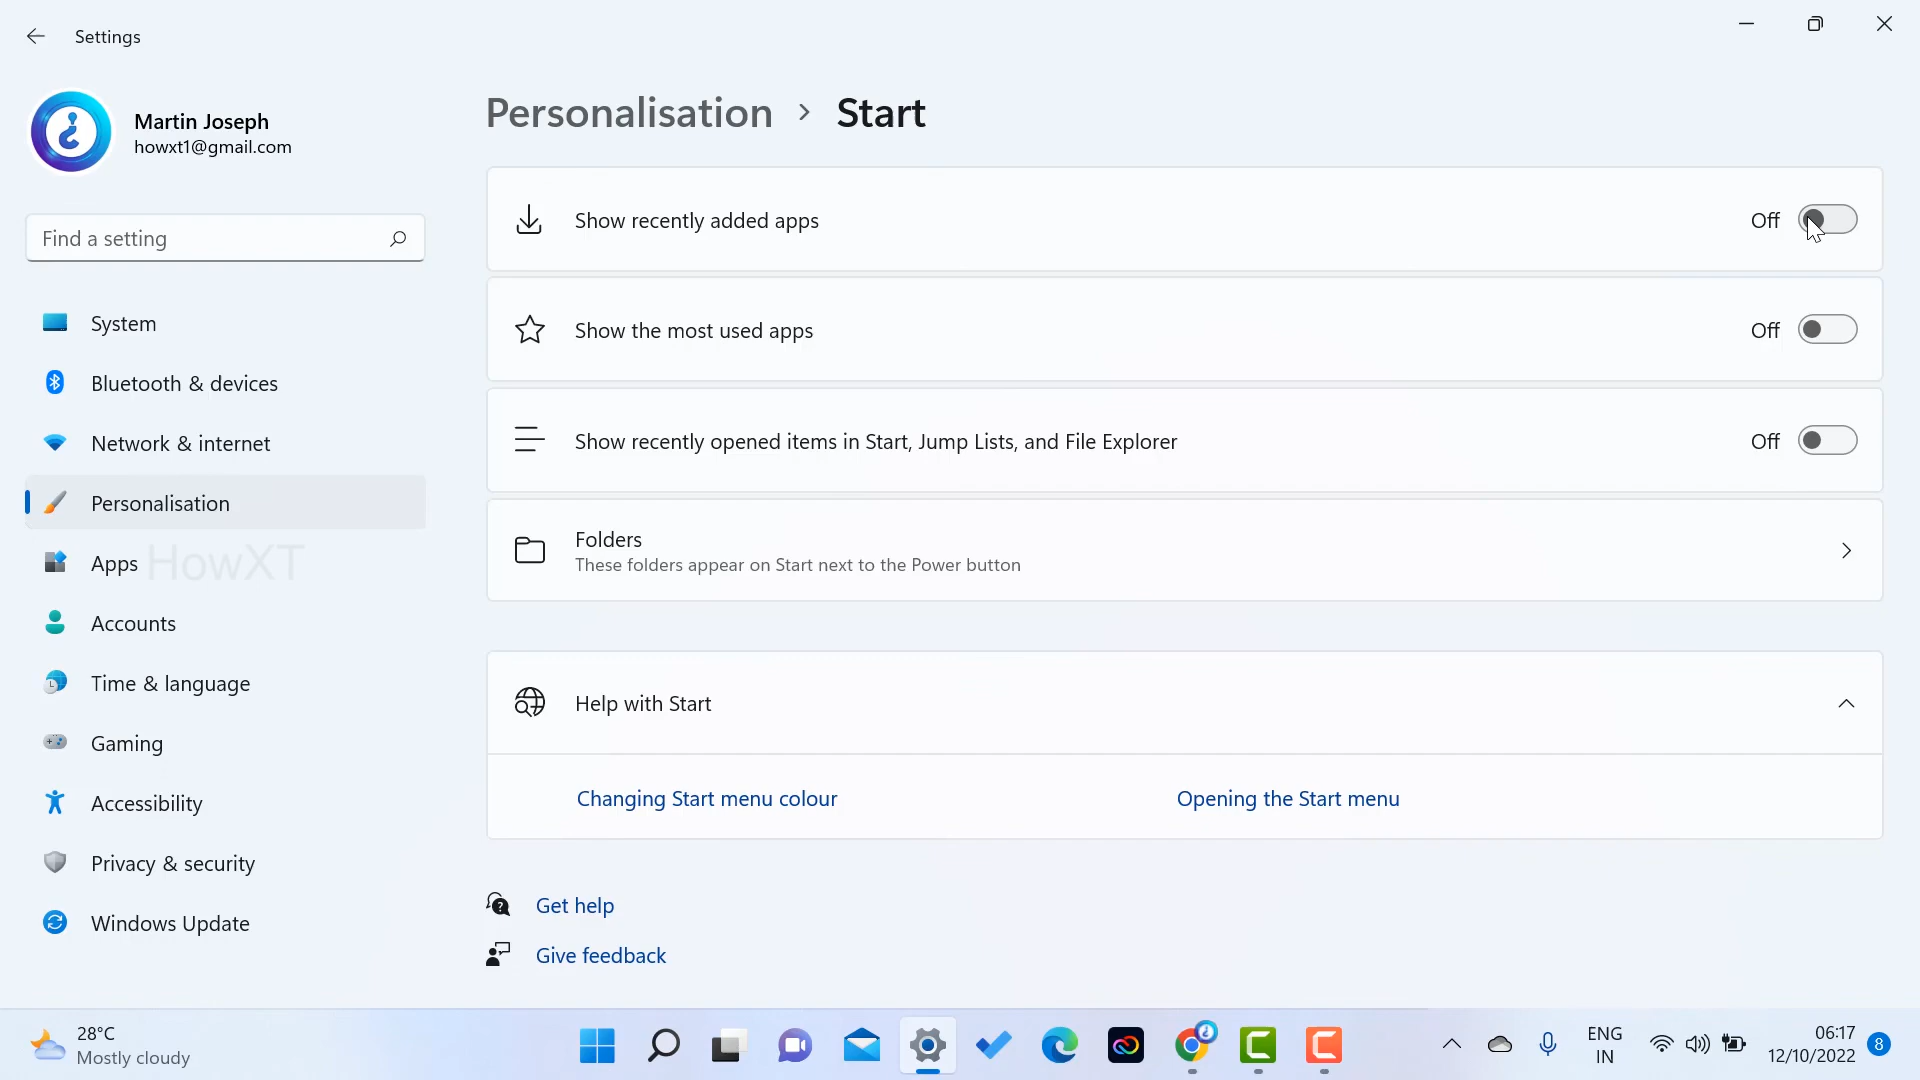 Settings
Martin Joseph
howxt1@gmail.com
Find a setting
System
Bluetooth & devices
Network & internet
Personalisation
Apps
HowXT
Accounts
Time & language
Gaming
Accessibility
Privacy & security
Windows Update
Personalisation > Start
Show recently added apps Off
Show the most used apps Off
Show recently opened items in Start, Jump Lists, and File Explorer Off
Folders
These folders appear on Start next to the Power button
Help with Start
Changing Start menu colour Opening the Start menu
Get help
Give feedback
28°C
Mostly cloudy
ENG
IN
06:17
12/10/2022
8